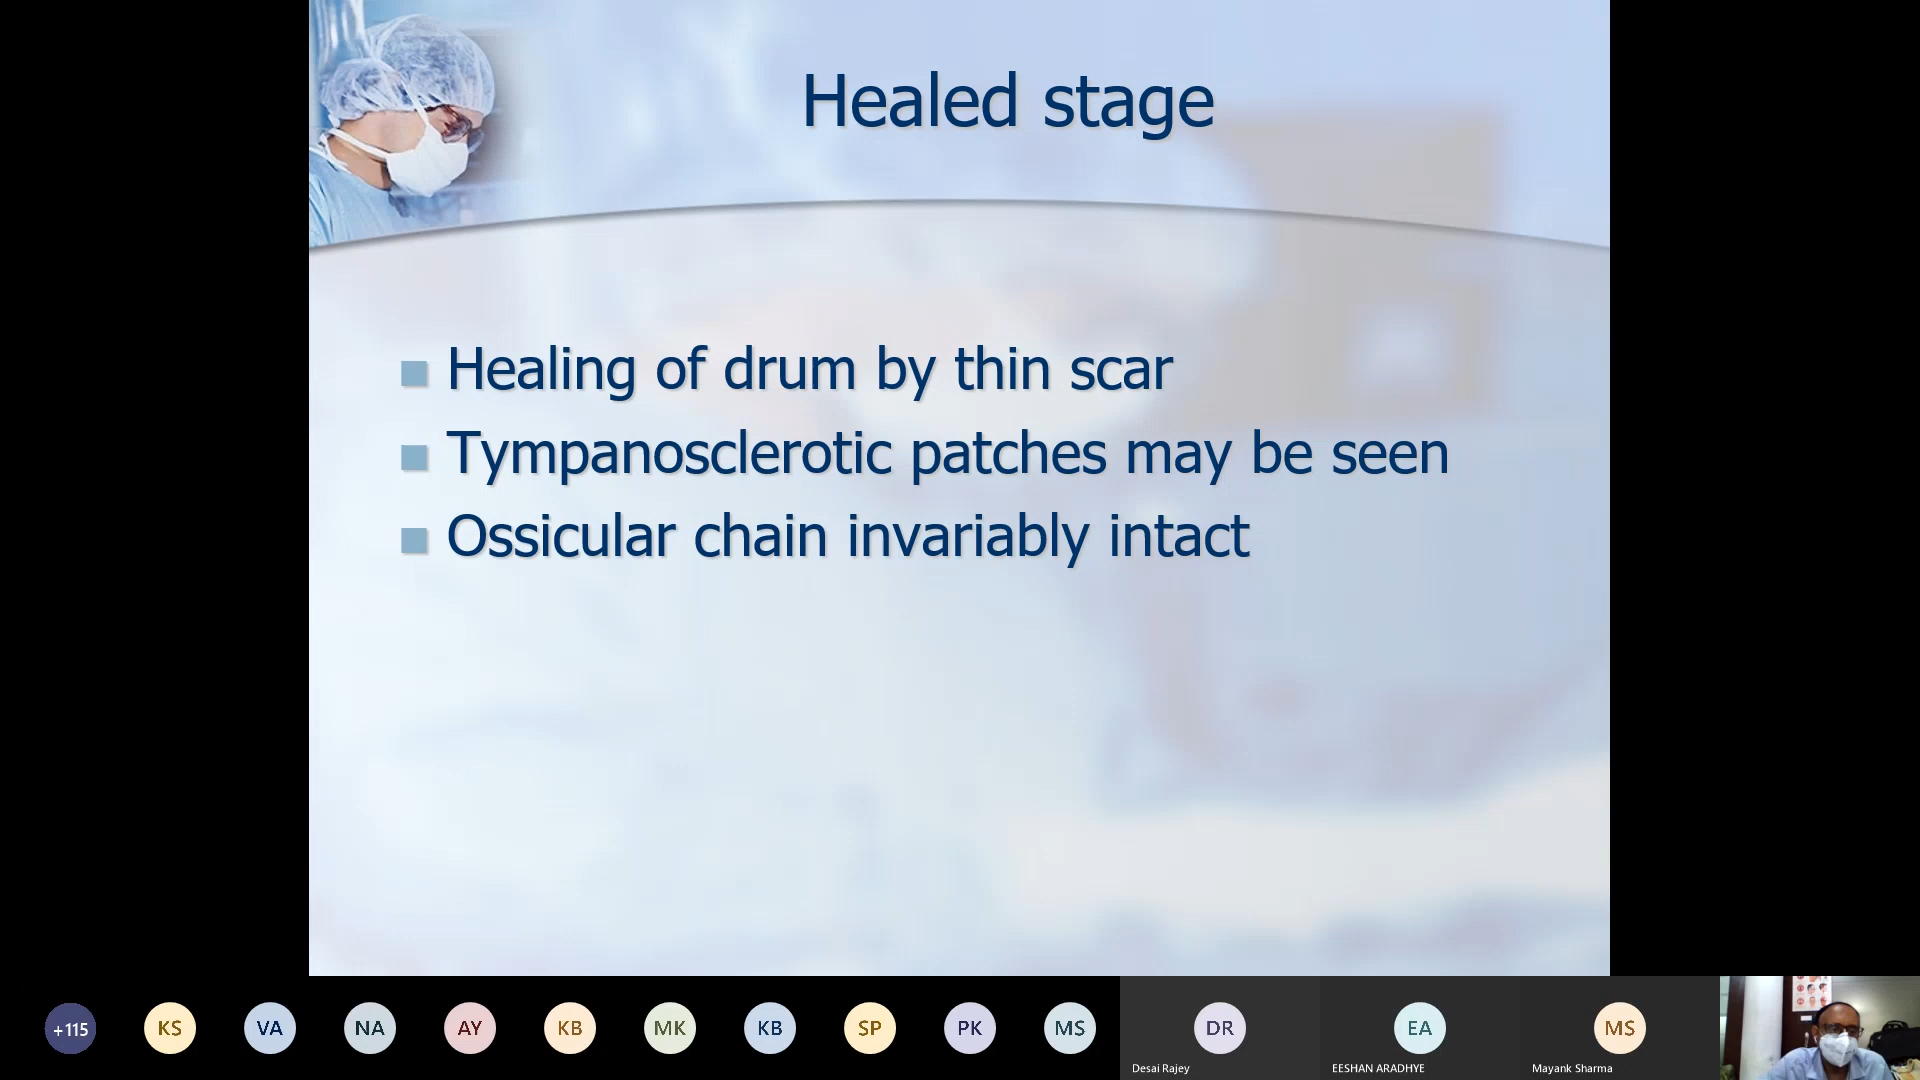 Healed stage
Healing of drum by thin scar
Tympanosclerotic patches may be seen
Ossicular chain invariably intact
+115
KS
VA
NA
AY
KB
MK
KB
SP
PK
MS
DR
EA
MS
Desai Rajey
EESHAN ARADHYE
Mayank Sharma